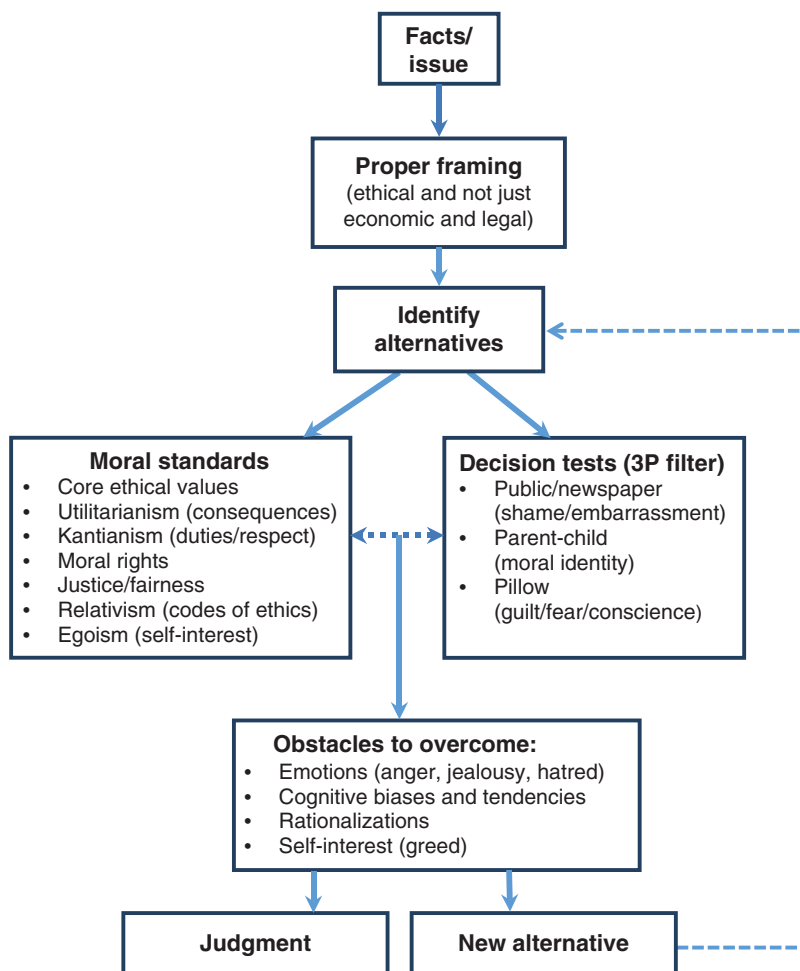 Facts/
issue
Proper framing
(ethical and not just
economic and legal)
Identify
alternatives
Moral standards
• Core ethical values
• Utilitarianism (consequences)
• Kantianism (duties/respect)
• Moral rights
• Justice/fairness
• Relativism (codes of ethics)
• Egoism (self-interest)
Decision tests (3P filter)
• Public/newspaper
(shame/embarrassment)
• Parent-child
(moral identity)
• Pillow
(guilt/fear/conscience)
Obstacles to overcome:
• Emotions (anger, jealousy, hatred)
• Cognitive biases and tendencies
• Rationalizations
• Self-interest (greed)
Judgment
New alternative